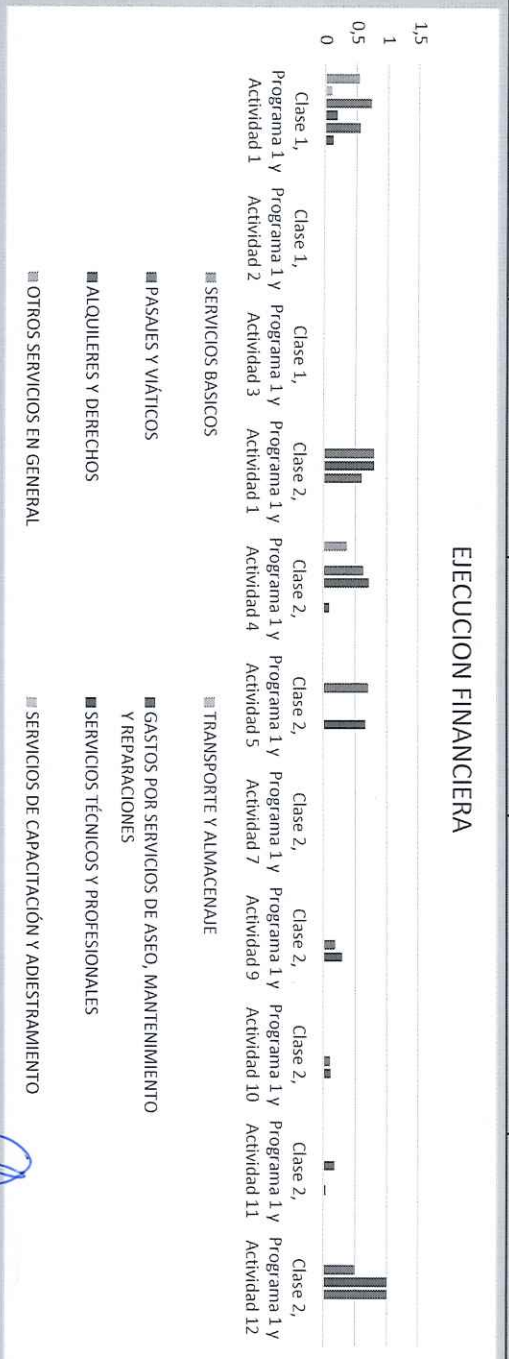 EJECUCION FINANCIERA
1,5
1
0,5
0
Clase 1,
Programa 1 y
Actividad 1
Clase 1,
Programa 1 y
Actividad 2
Clase 1,
Programa 1 y
Actividad 3
Clase 2,
Programa 1 y
Actividad 1
Clase 2,
Programa 1 y
Actividad 4
Clase 2,
Programa 1 y
Actividad 5
Clase 2,
Programa 1 y
Actividad 7
Clase 2,
Programa 1 y
Actividad 9
Clase 2,
Programa 1 y
Actividad 10
Clase 2,
Programa 1 y
Actividad 11
Clase 2,
Programa 1 y
Actividad 12
SERVICIOS BASICOS
TRANSPORTE Y ALMACENAJE
PASAJES Y VIÁTICOS
GASTOS POR SERVICIOS DE ASEO, MANTENIMIENTO
Y REPARACIONES
ALQUILERES Y DERECHOS
SERVICIOS TÉCNICOS Y PROFESIONALES
OTROS SERVICIOS EN GENERAL
SERVICIOS DE CAPACITACIÓN Y ADIESTRAMIENTO